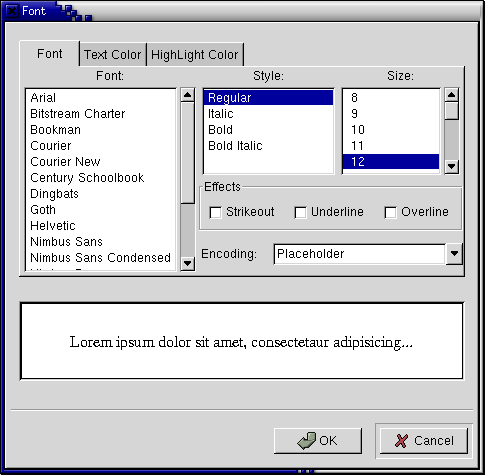 Font
Font Text Color HighLight Color
Font: Style: Size:
Arial
Bitstream Charter
Bookman
Courier
Courier New
Century Schoolbook
Dingbats
Goth
Helvetic
Nimbus Sans
Nimbus Sans Condensed
Regular
Italic
Bold
Bold Italic
8
9
10
11
12
Effects
Strikeout Underline Overline
Encoding: Placeholder
Lorem ipsum dolor sit amet, consectetaur adipisicing...
OK Cancel